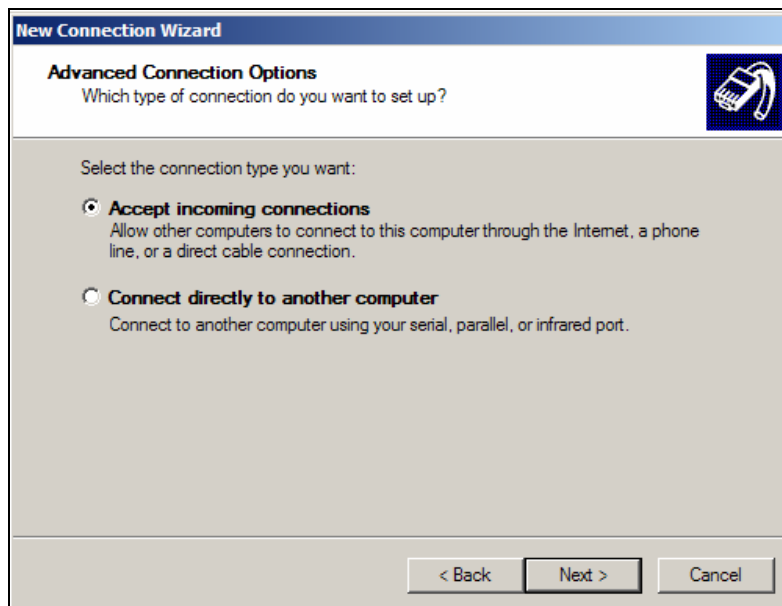 New Connection Wizard
Advanced Connection Options
Which type of connection do you want to set up?
Select the connection type you want:
Accept incoming connections
Allow other computers to connect to this computer through the Internet, a phone
line, or a direct cable connection.
Connect directly to another computer
Connect to another computer using your serial, parallel, or infrared port.
< Back Next > Cancel